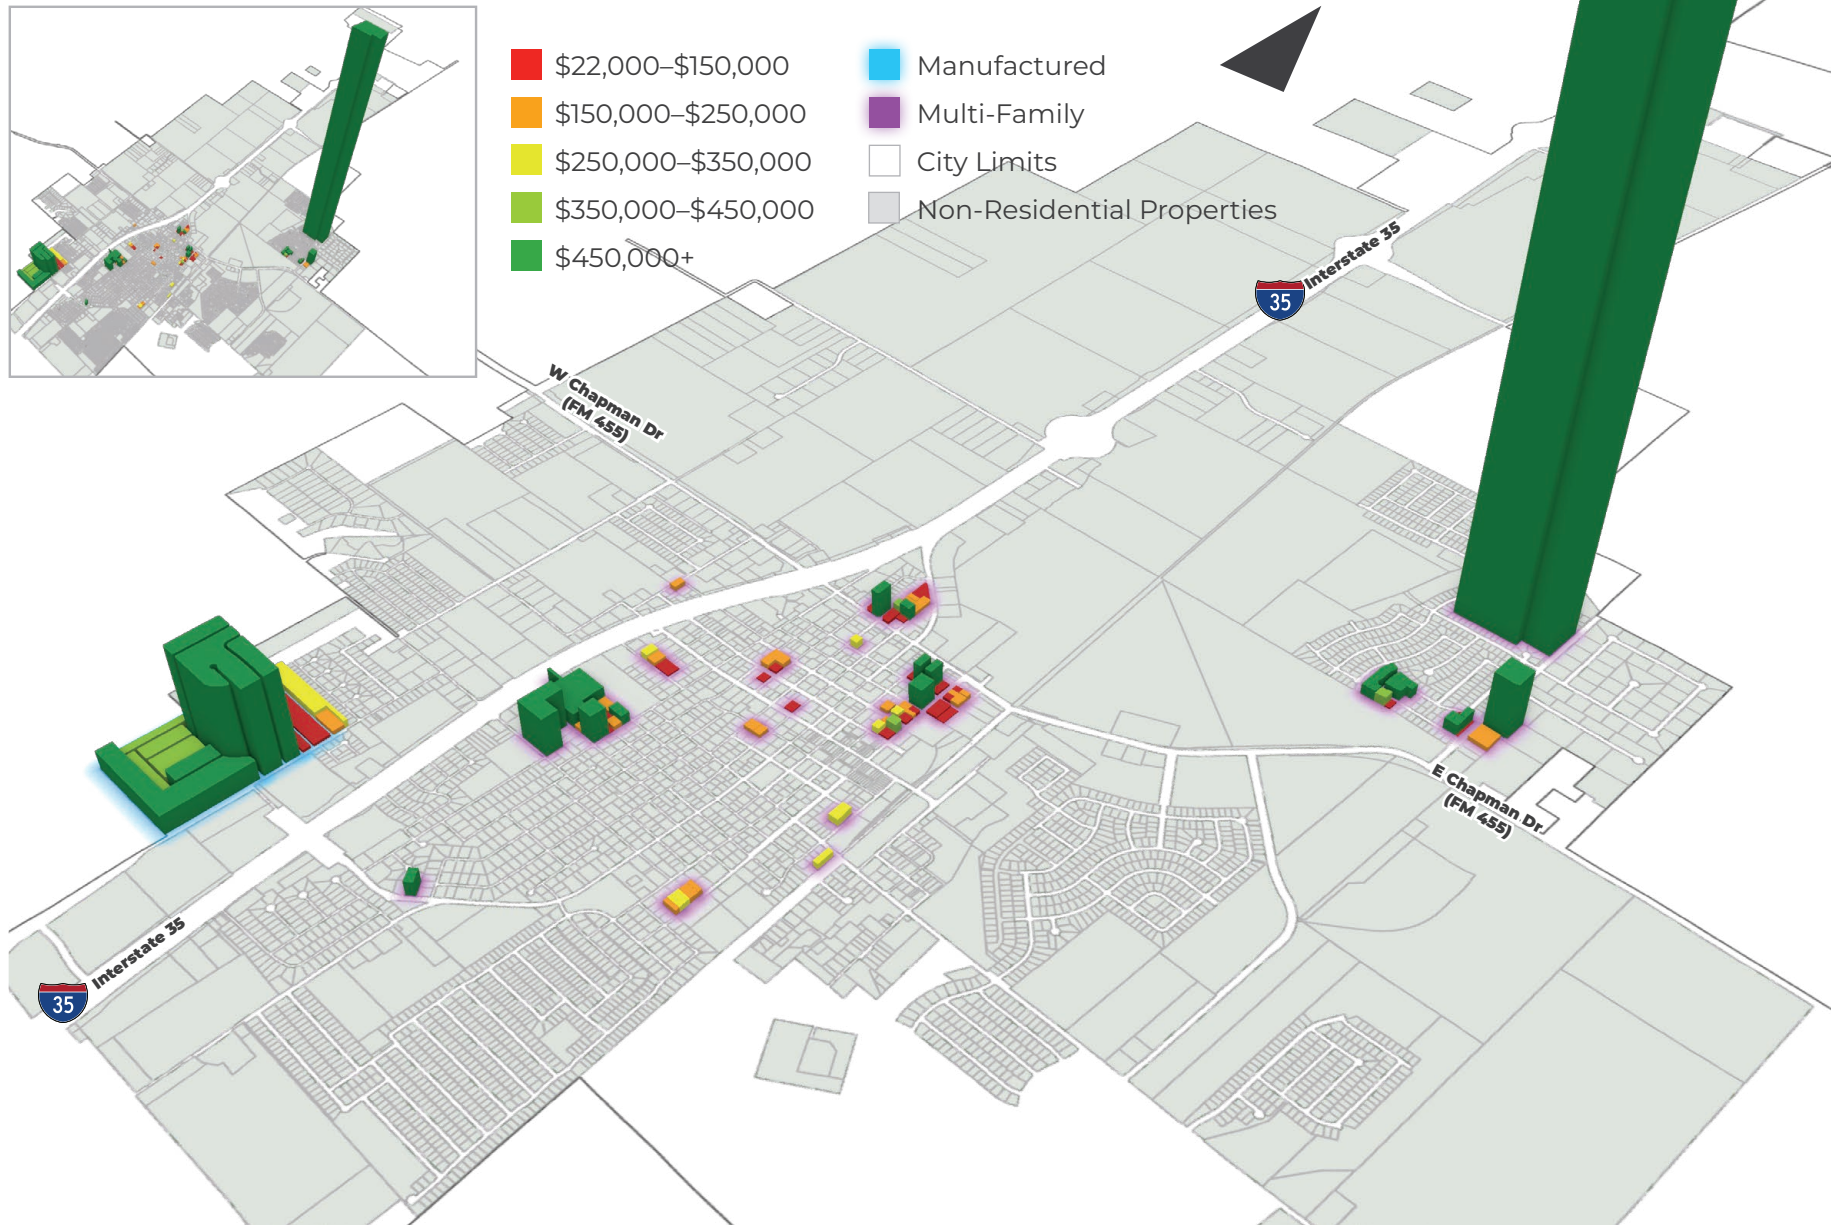 $22,000–$150,000
$150,000–$250,000
$250,000–$350,000
$350,000–$450,000
$450,000+
Manufactured
Multi-Family
City Limits
Non-Residential Properties
Interstate 35
35
W Chapman Dr
(FM 455)
E Chapman Dr
(FM 455)
Interstate 35
35